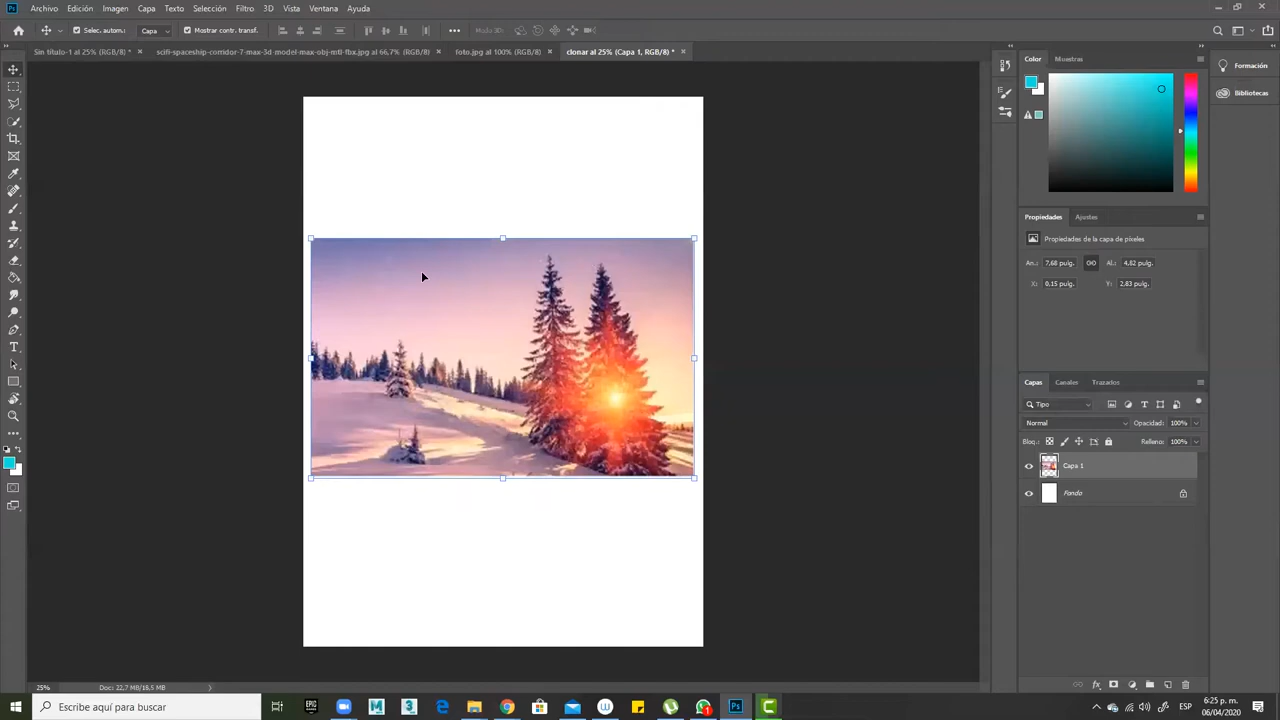 Ps Archivo Edición Imagen Capa Texto Selección Filtro 3D Vista Ventana Ayuda
Selec. autom.: Capa Mostrar contr. transf. Modo 3D:
Sin título-1 al 25% (RGB/8) * × scifi-spaceship-corridor-7-max-3d-model-max-obj-mtl-fbx.jpg al 66,7% (RGB/8) × foto.jpg al 100% (RGB/8) × clonar al 25% (Capa 1, RGB/8) * ×
Color Muestras
Formación
Bibliotecas
Propiedades Ajustes
Propiedades de la capa de píxeles
An.: 7,68 pulg. Al.: 4,82 pulg.
X: 0,15 pulg. Y: 2,83 pulg.
Capas Canales Trazados
Tipo
Normal Opacidad: 100%
Bloq.: Relleno: 100%
Capa 1
Fondo
25% Doc: 22,7 MB/18,5 MB
Escribe aquí para buscar
ESP
6:25 p. m.
06/04/2020